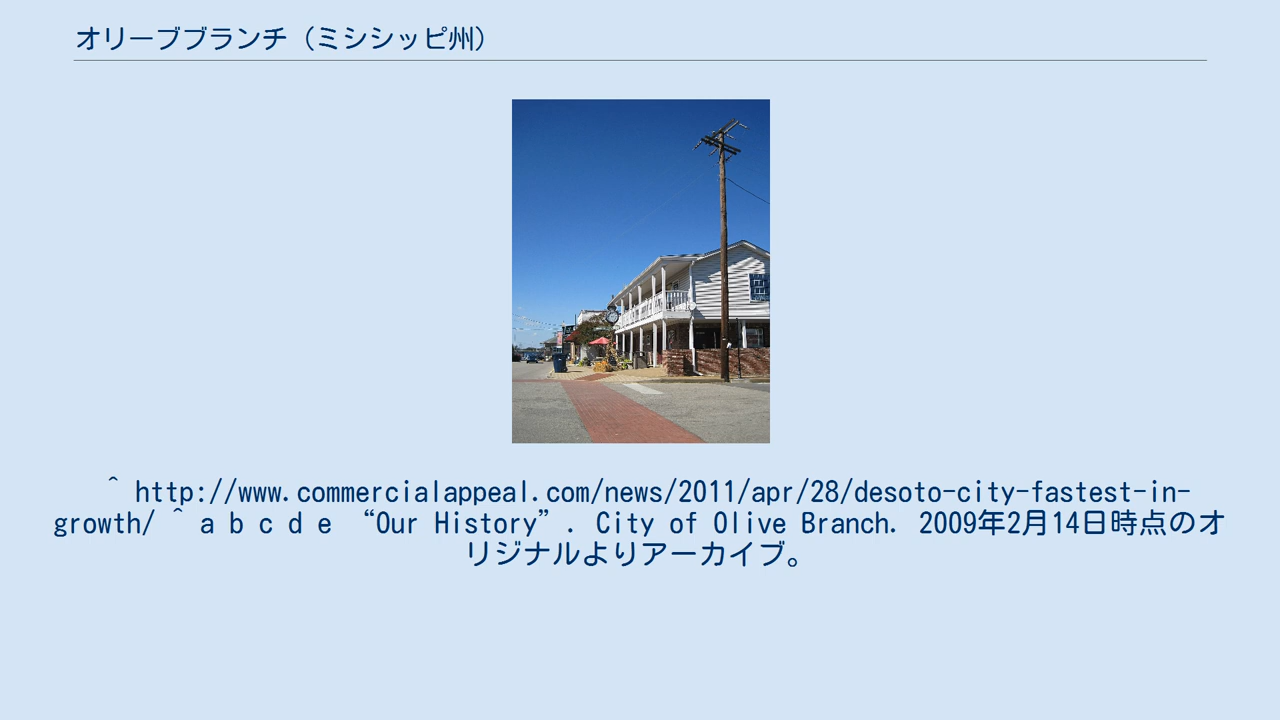 オリーブブランチ（ミシシッピ州）
^ http://www.commercialappeal.com/news/2011/apr/28/desoto-city-fastest-in-
growth/ ^ a b c d e “Our History”. City of Olive Branch. 2009年2月14日時点のオ
リジナルよりアーカイブ。